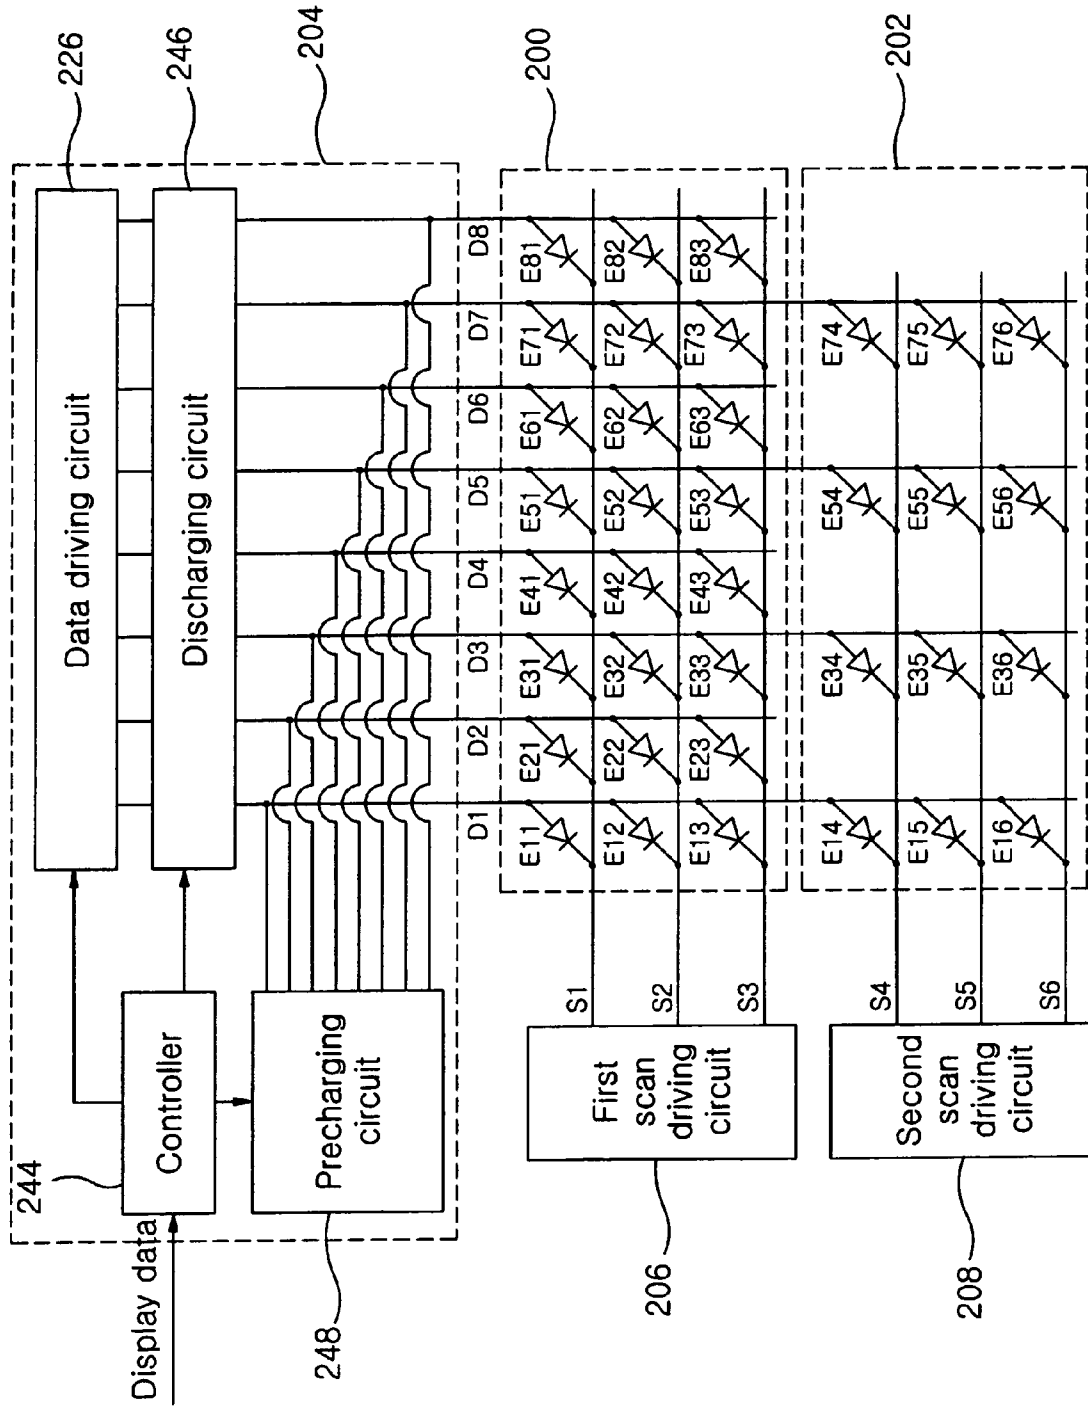 226
246
204
200
202
Data driving circuit
Discharging circuit
244
Controller
Display data
Precharging
circuit
248
D1
D2
D3
D4
D5
D6
D7
D8
E11
E21
E31
E41
E51
E61
E71
E81
S1
E12
E22
E32
E42
E52
E62
E72
E82
S2
E13
E23
E33
E43
E53
E63
E73
E83
S3
First
scan
driving
circuit
206
E14
E34
E54
E74
S4
E15
E35
E55
E75
S5
E16
E36
E56
E76
S6
Second
scan
driving
circuit
208